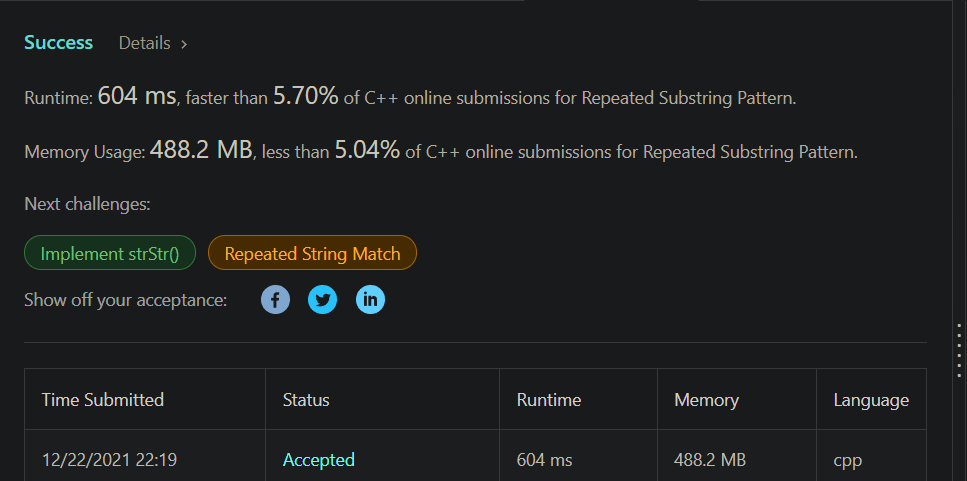 Success Details >
Runtime: 604 ms, faster than 5.70% of C++ online submissions for Repeated Substring Pattern.
Memory Usage: 488.2 MB, less than 5.04% of C++ online submissions for Repeated Substring Pattern.
Next challenges:
Implement strStr() Repeated String Match
Show off your acceptance: f in
Time Submitted Status Runtime Memory Language
12/22/2021 22:19 Accepted 604 ms 488.2 MB cpp